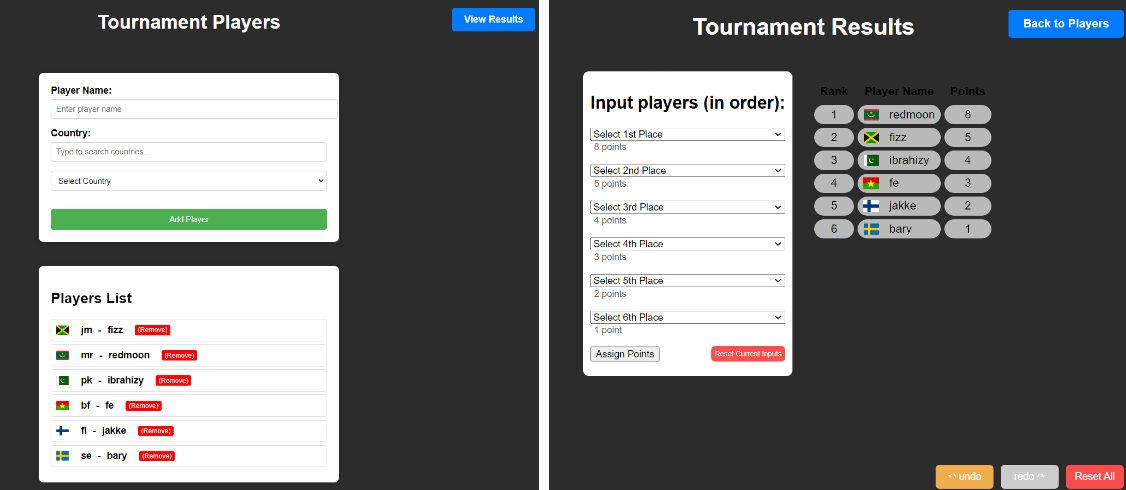 Tournament Players
View Results
Player Name:
Enter player name
Country:
Type to search countries...
Select Country
Add Player
Players List
jm - fizz (Remove)
mr - redmoon (Remove)
pk - ibrahizy (Remove)
bf - fe (Remove)
fi - jakke (Remove)
se - bary (Remove)
Tournament Results
Back to Players
Input players (in order):
Select 1st Place
8 points
Select 2nd Place
5 points
Select 3rd Place
4 points
Select 4th Place
3 points
Select 5th Place
2 points
Select 6th Place
1 point
Assign Points
Reset Current Inputs
Rank Player Name Points
1 redmoon 8
2 fizz 5
3 ibrahizy 4
4 fe 3
5 jakke 2
6 bary 1
undo
redo
Reset All